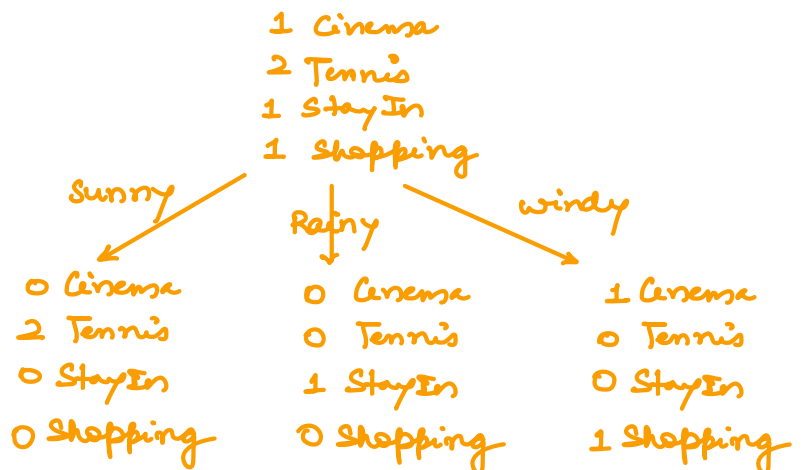 1 Cinema
2 Tennis
1 StayIn
1 Shopping
Sunny
Rainy
windy
0 Cinema
2 Tennis
0 StayIn
0 Shopping
0 Cinema
0 Tennis
1 StayIn
0 Shopping
1 Cinema
0 Tennis
0 StayIn
1 Shopping